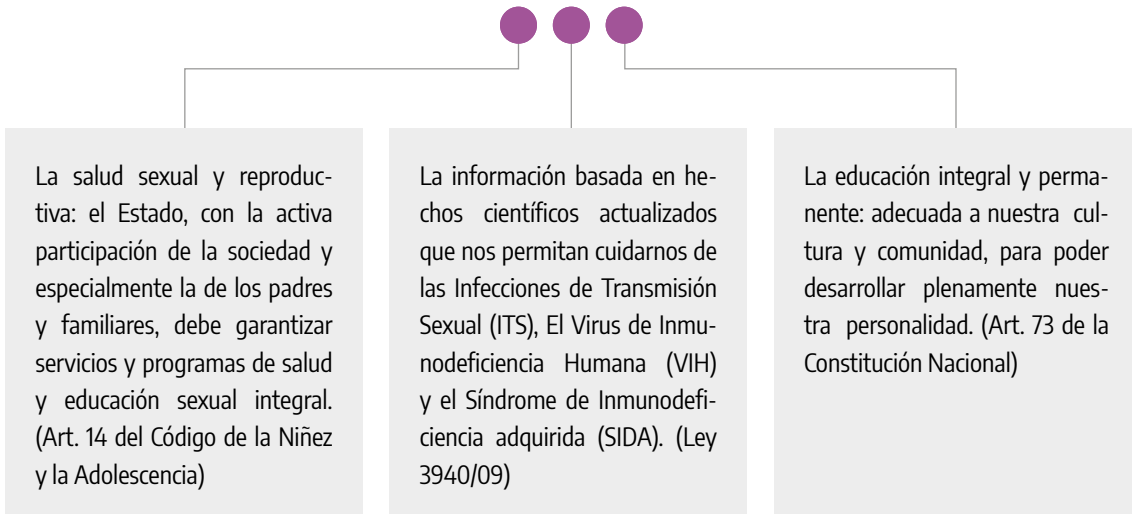 La salud sexual y reproduc-
tiva: el Estado, con la activa
participación de la sociedad y
especialmente la de los padres
y familiares, debe garantizar
servicios y programas de salud
y educación sexual integral.
(Art. 14 del Código de la Niñez
y la Adolescencia)
La información basada en he-
chos científicos actualizados
que nos permitan cuidarnos de
las Infecciones de Transmisión
Sexual (ITS), El Virus de Inmu-
nodeficiencia Humana (VIH)
y el Síndrome de Inmunodefi-
ciencia adquirida (SIDA). (Ley
3940/09)
La educación integral y perma-
nente: adecuada a nuestra cul-
tura y comunidad, para poder
desarrollar plenamente nues-
tra personalidad. (Art. 73 de la
Constitución Nacional)